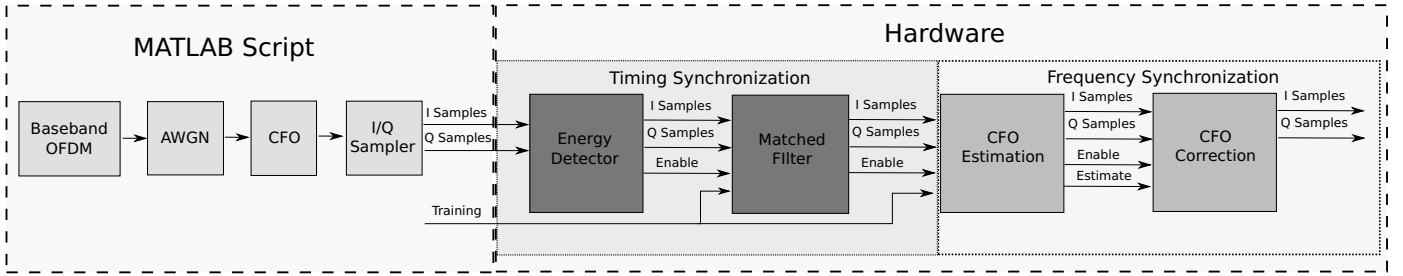 MATLAB Script
Baseband
OFDM
AWGN
CFO
I/Q
Sampler
I Samples
Q Samples
Training
Hardware
Timing Synchronization
Energy
Detector
I Samples
Q Samples
Enable
Matched
FIlter
I Samples
Q Samples
Enable
Frequency Synchronization
CFO
Estimation
I Samples
Q Samples
Enable
Estimate
CFO
Correction
I Samples
Q Samples